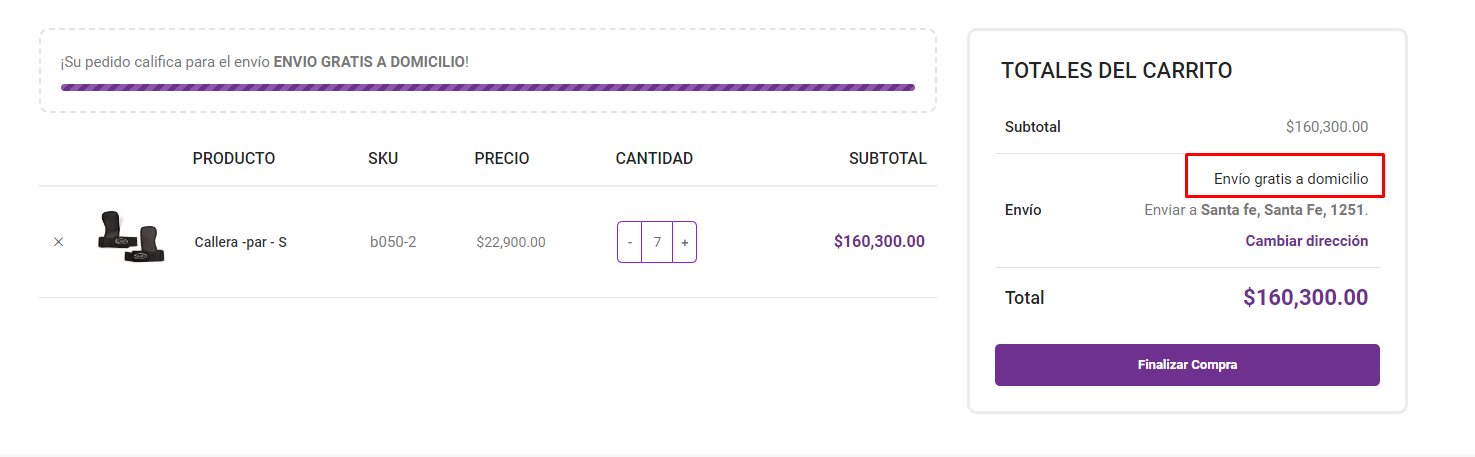 ¡Su pedido califica para el envío ENVIO GRATIS A DOMICILIO!
PRODUCTO SKU PRECIO CANTIDAD SUBTOTAL
× Callera -par - S b050-2 $22,900.00 - 7 + $160,300.00
TOTALES DEL CARRITO
Subtotal $160,300.00
Envío gratis a domicilio
Envío Enviar a Santa fe, Santa Fe, 1251.
Cambiar dirección
Total $160,300.00
Finalizar Compra